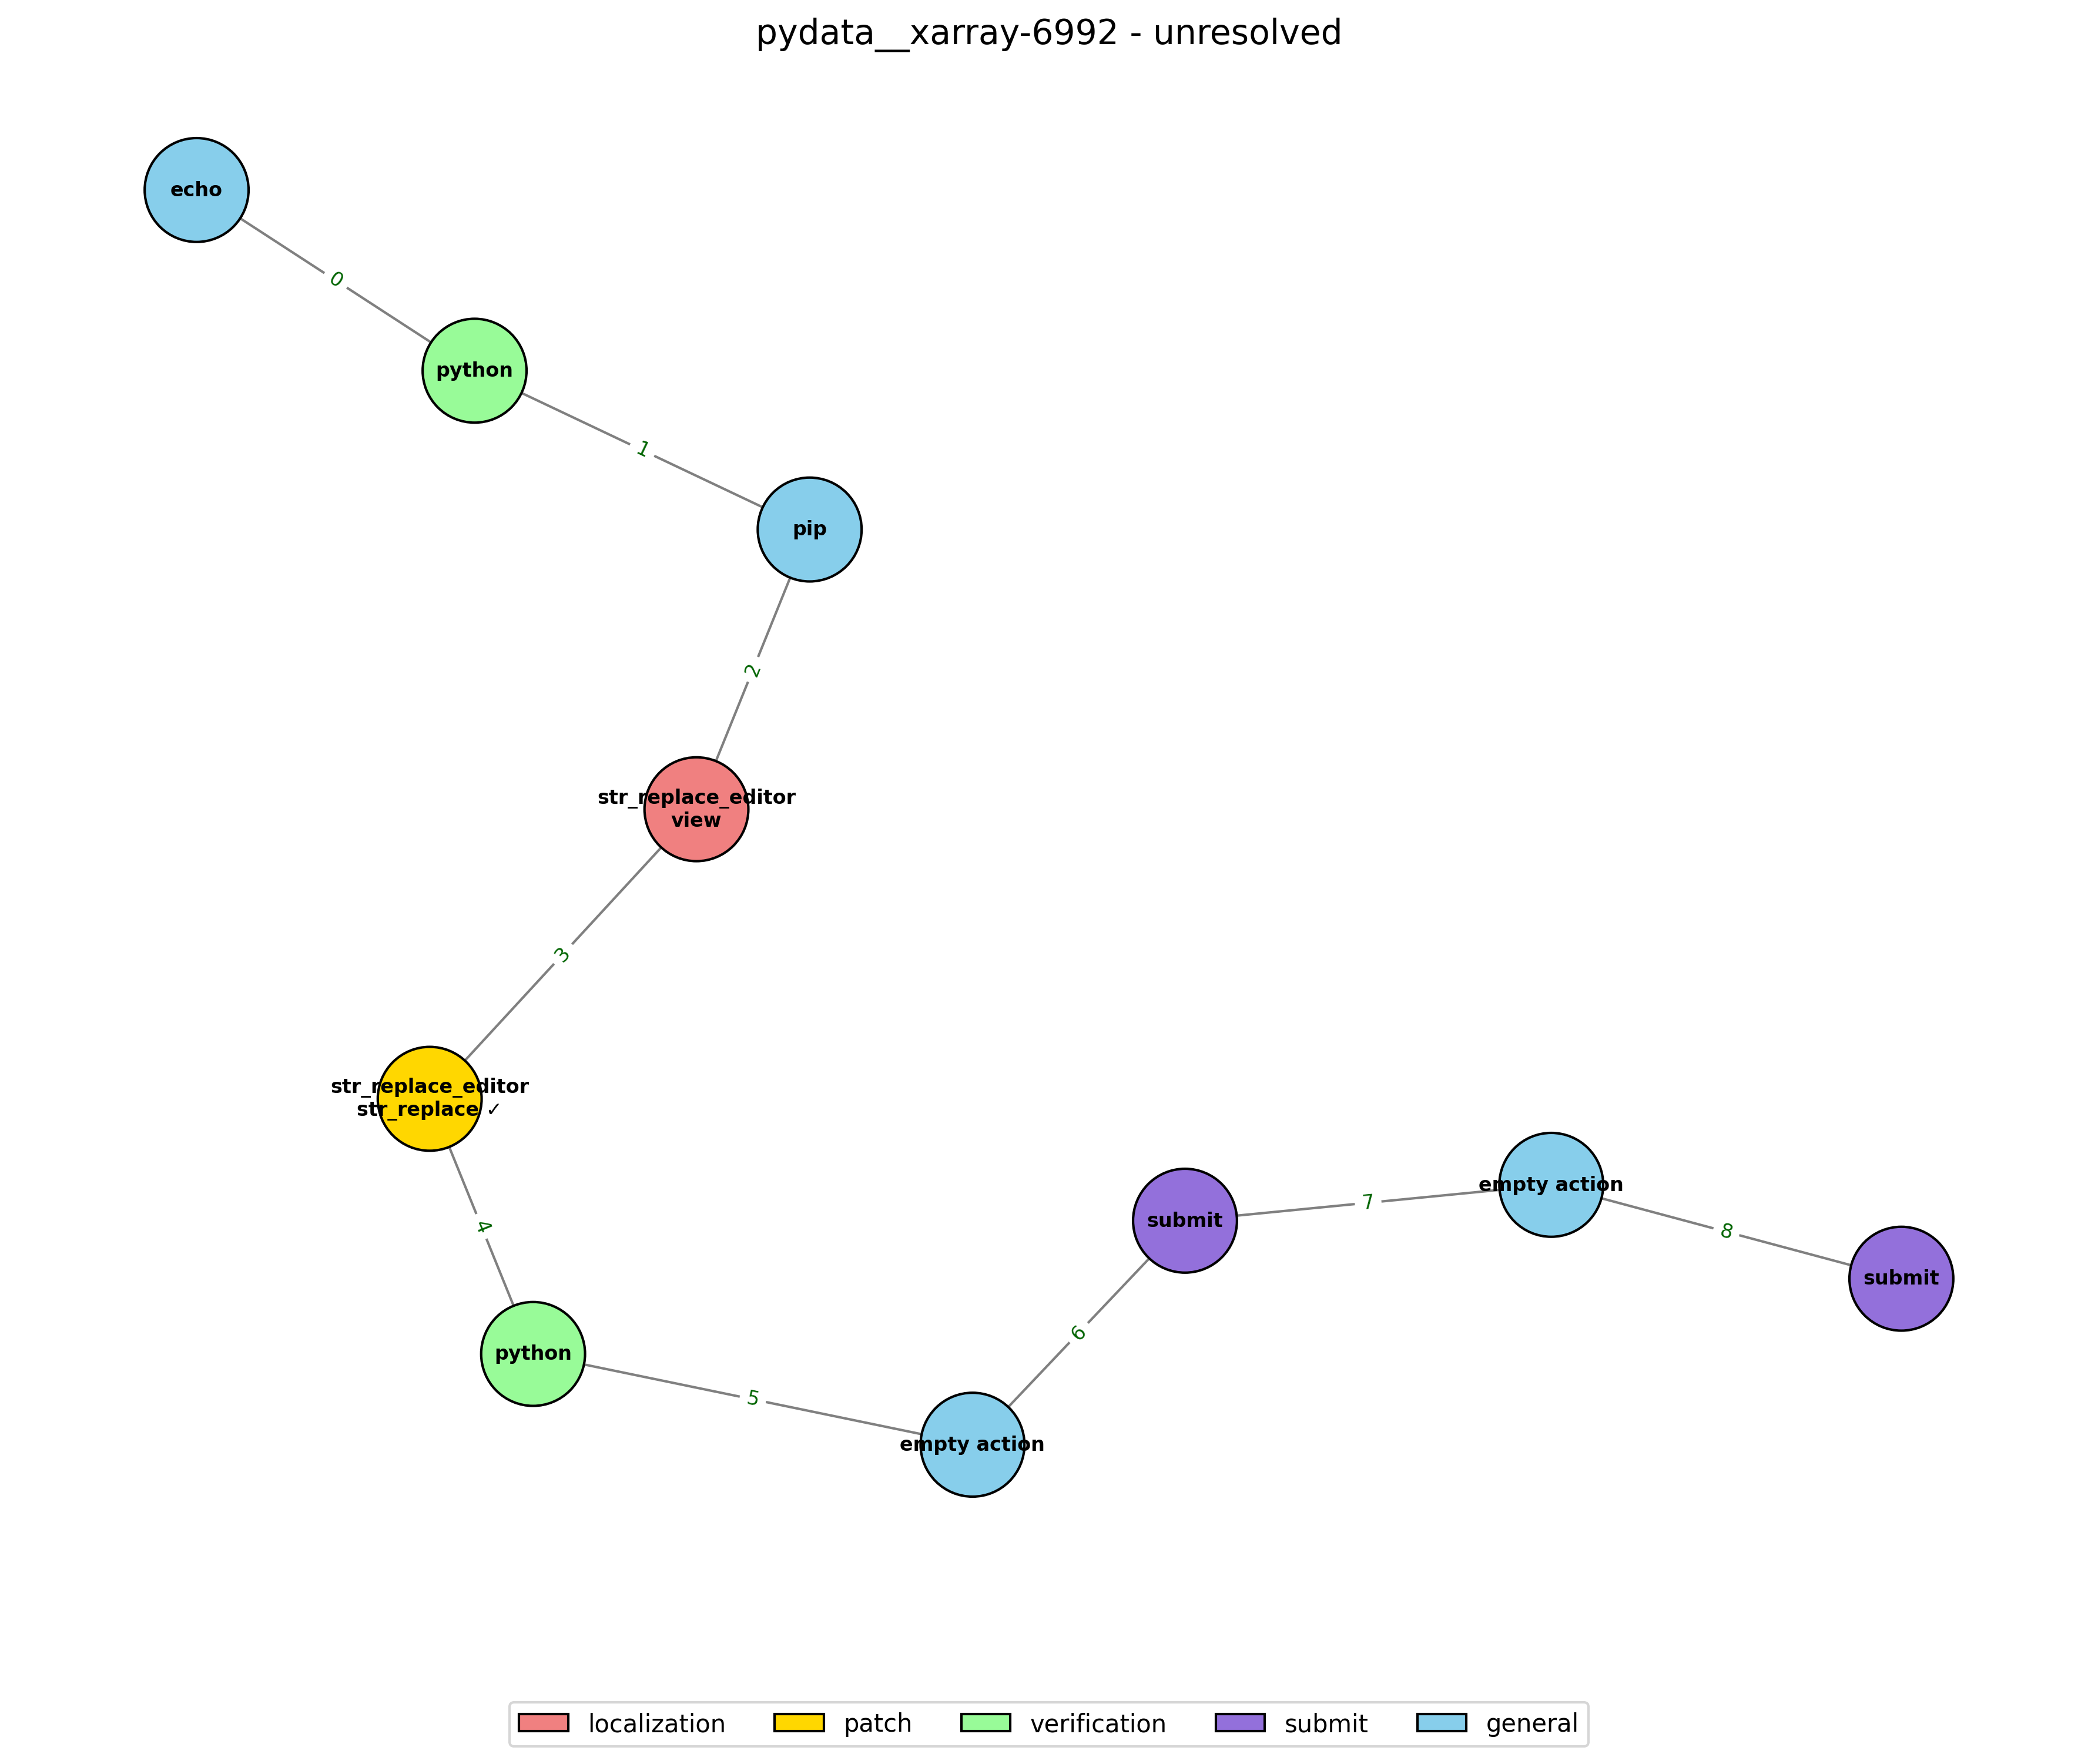 pydata__xarray-6992 - unresolved
echo
0
python
1
pip
2
str_replace_editor
view
3
str_replace_editor
str_replace ✓
4
python
5
empty action
6
submit
7
empty action
8
submit
localization
patch
verification
submit
general